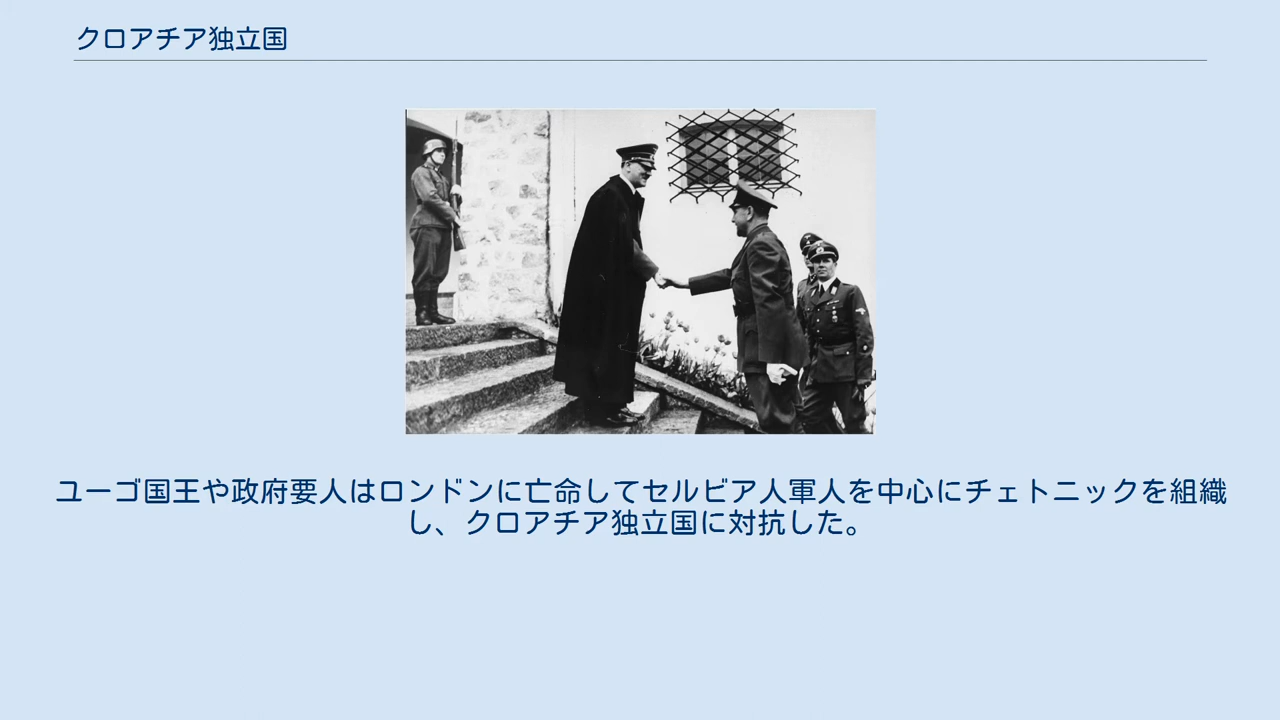 クロアチア独立国
ユーゴ国王や政府要人はロンドンに亡命してセルビア人軍人を中心にチェトニックを組織
し、クロアチア独立国に対抗した。